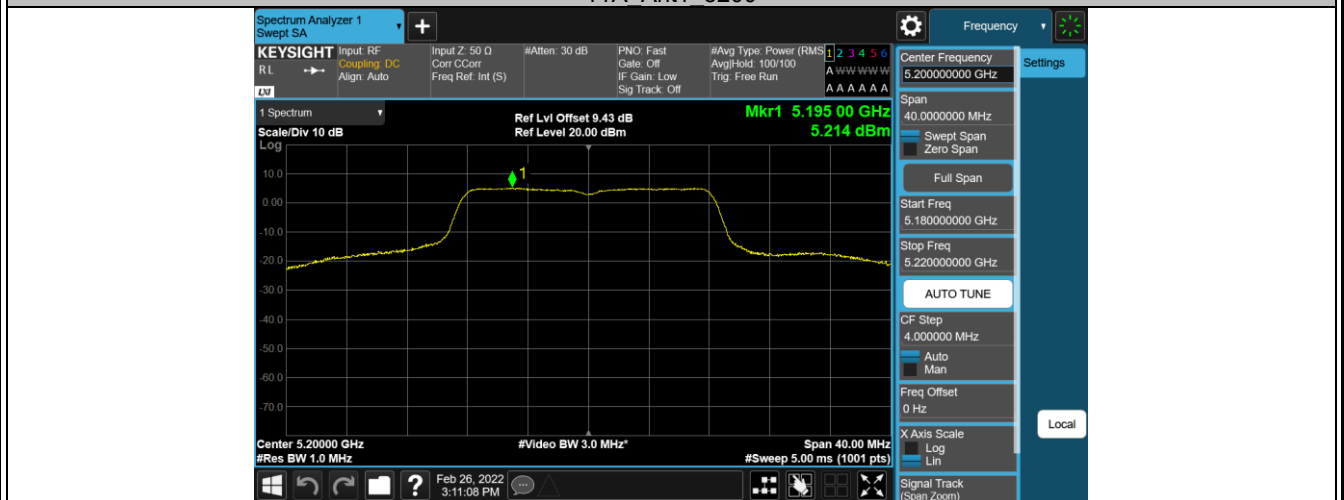 Spectrum Analyzer 1
Swept SA
+
Frequency
KEYSIGHT
Input: RF
Coupling: DC
Align: Auto
Input Z: 50 Ω
Corr CCorr
Freq Ref: Int (S)
#Atten: 30 dB
PNO: Fast
Gate: Off
IF Gain: Low
Sig Track: Off
#Avg Type: Power (RMS
Avg|Hold: 100/100
Trig: Free Run
1 2 3 4 5 6
A W W W W W
A A A A A A
R L
LXI
1 Spectrum
Scale/Div 10 dB
Log
Ref Lvl Offset 9.43 dB
Ref Level 20.00 dBm
Mkr1 5.195 00 GHz
5.214 dBm
1
10.0
0.00
-10.0
-20.0
-30.0
-40.0
-50.0
-60.0
-70.0
Center 5.20000 GHz
#Res BW 1.0 MHz
#Video BW 3.0 MHz*
Span 40.00 MHz
#Sweep 5.00 ms (1001 pts)
?
Feb 26, 2022
3:11:08 PM
Center Frequency
5.200000000 GHz
Settings
Span
40.0000000 MHz
Swept Span
Zero Span
Full Span
Start Freq
5.180000000 GHz
Stop Freq
5.220000000 GHz
AUTO TUNE
CF Step
4.000000 MHz
Auto
Man
Freq Offset
0 Hz
X Axis Scale
Log
Lin
Local
Signal Track
(Span Zoom)